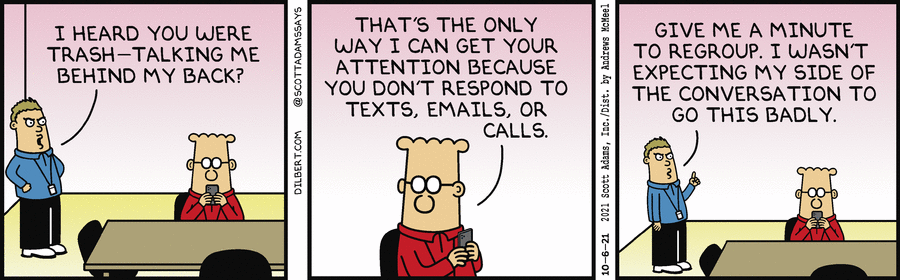 I HEARD YOU WERE
TRASH-TALKING ME
BEHIND MY BACK?
DILBERT.COM @SCOTTADAMSSAYS
THAT'S THE ONLY
WAY I CAN GET YOUR
ATTENTION BECAUSE
YOU DON'T RESPOND TO
TEXTS, EMAILS, OR
CALLS.
10-6-21 2021 Scott Adams, Inc./Dist. by Andrews McMeel
GIVE ME A MINUTE
TO REGROUP. I WASN'T
EXPECTING MY SIDE OF
THE CONVERSATION TO
GO THIS BADLY.